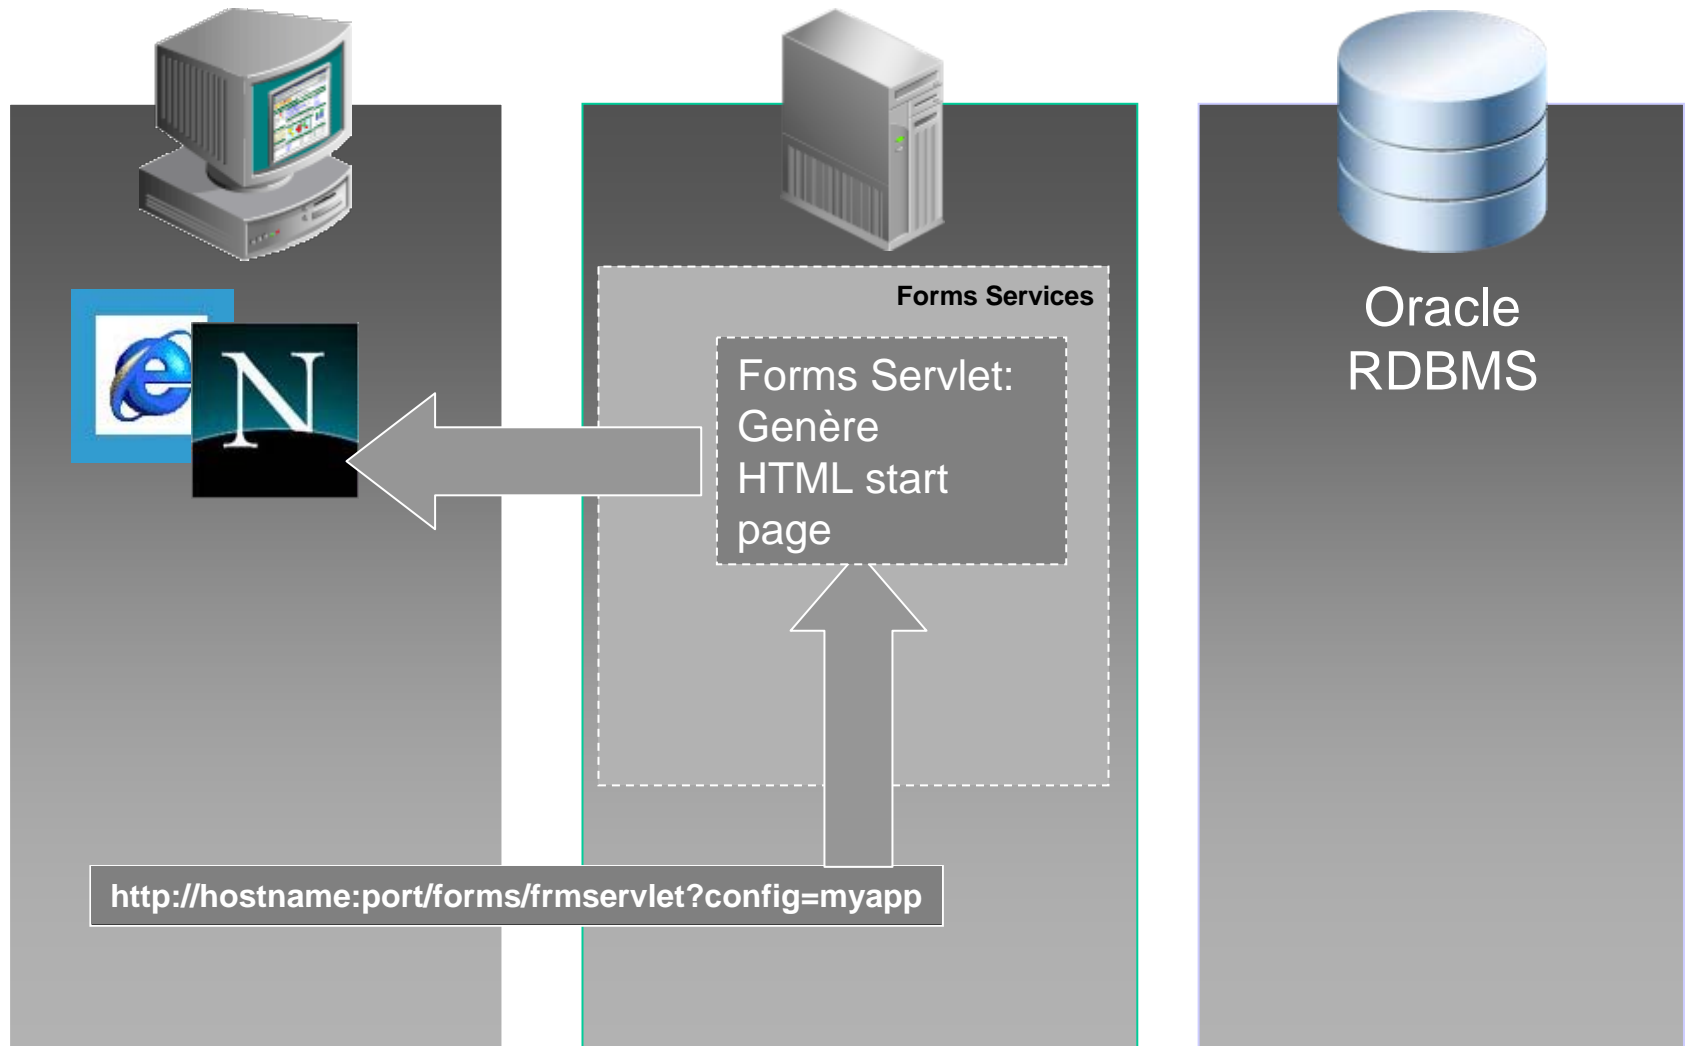 Forms Services
Forms Servlet:
Genère
HTML start
page
Oracle
RDBMS
N
http://hostname:port/forms/frmservlet?config=myapp